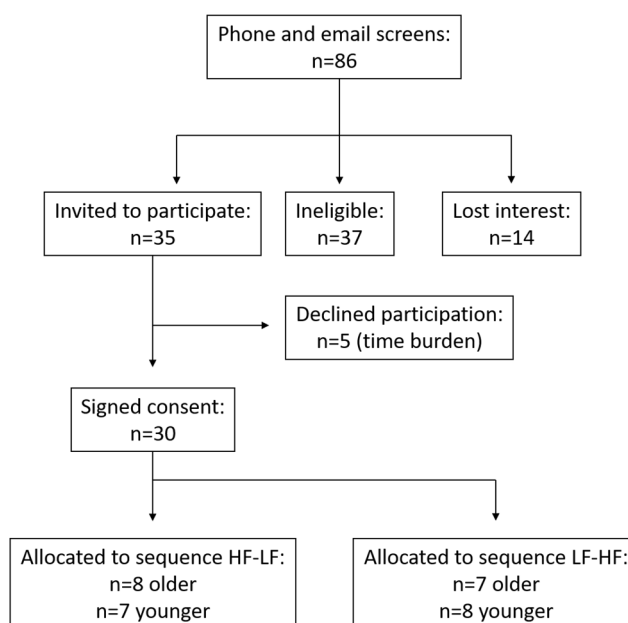 Phone and email screens:
n=86
Invited to participate:
n=35
Ineligible:
n=37
Lost interest:
n=14
Declined participation:
n=5 (time burden)
Signed consent:
n=30
Allocated to sequence HF-LF:
n=8 older
n=7 younger
Allocated to sequence LF-HF:
n=7 older
n=8 younger